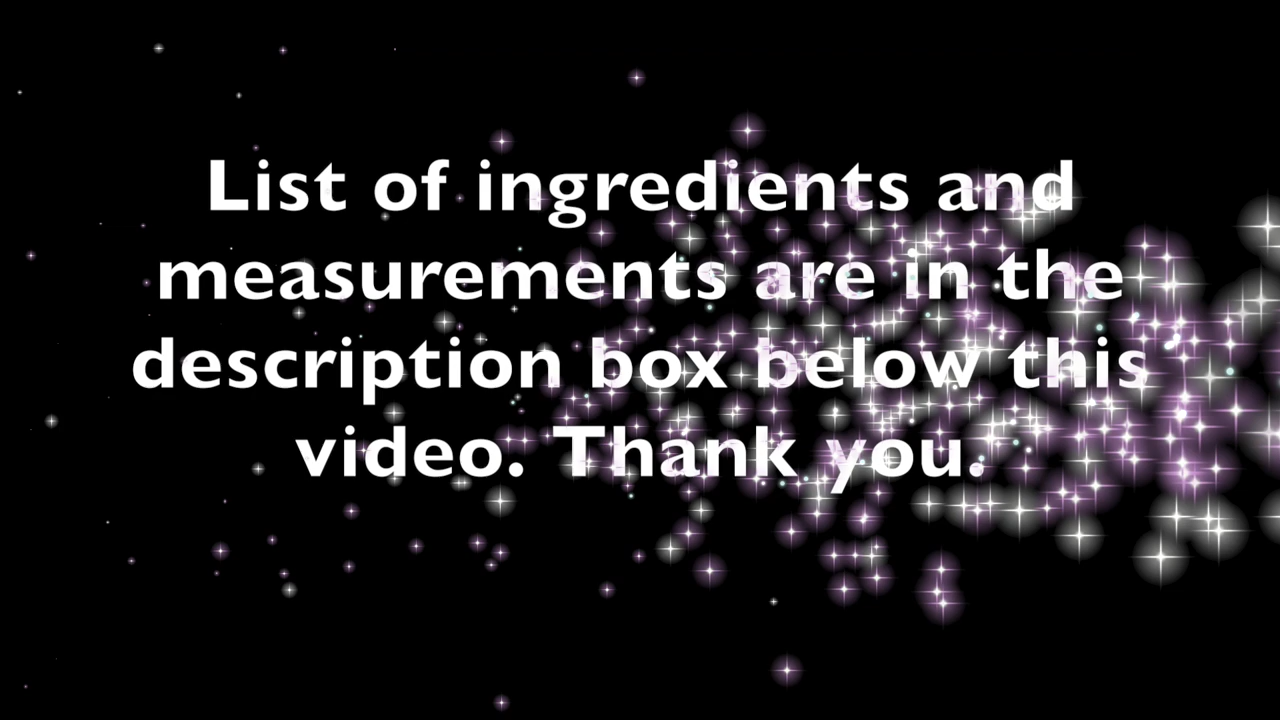 List of ingredients and
measurements are in the
description box below this
video. Thank you.